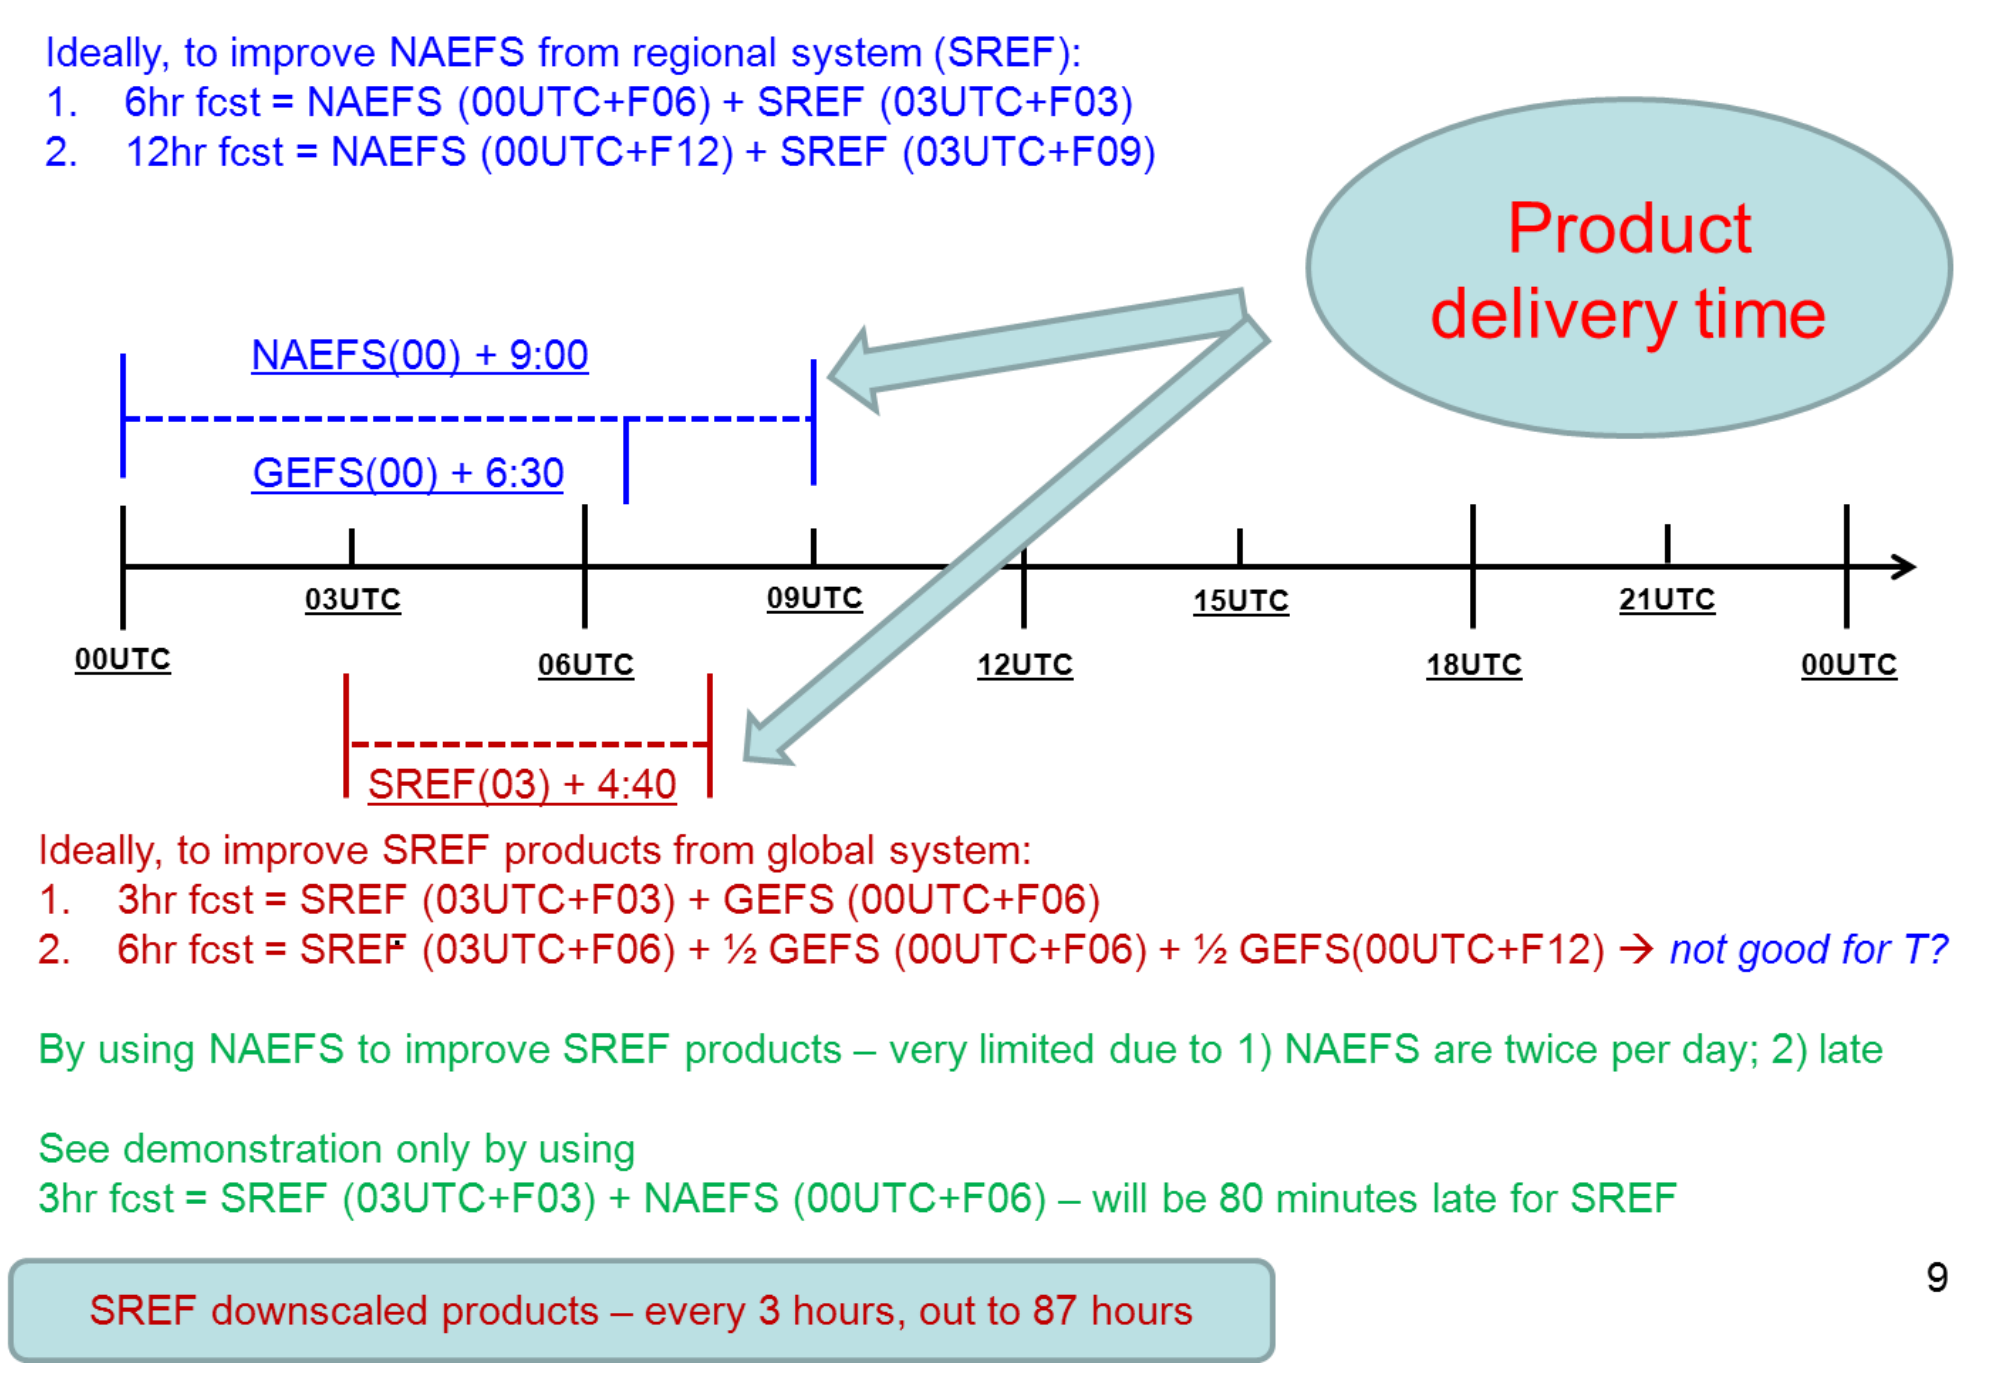 Ideally, to improve NAEFS from regional system (SREF):
1. 6hr fcst = NAEFS (00UTC+F06) + SREF (03UTC+F03)
2. 12hr fcst = NAEFS (00UTC+F12) + SREF (03UTC+F09)
Product
delivery time
NAEFS(00) + 9:00
GEFS(00) + 6:30
03UTC
09UTC
15UTC
21UTC
00UTC
06UTC
12UTC
18UTC
00UTC
SREF(03) + 4:40
Ideally, to improve SREF products from global system:
1. 3hr fcst = SREF (03UTC+F03) + GEFS (00UTC+F06)
2. 6hr fcst = SREF (03UTC+F06) + ½ GEFS (00UTC+F06) + ½ GEFS(00UTC+F12) → not good for T?
By using NAEFS to improve SREF products – very limited due to 1) NAEFS are twice per day; 2) late
See demonstration only by using
3hr fcst = SREF (03UTC+F03) + NAEFS (00UTC+F06) – will be 80 minutes late for SREF
9
SREF downscaled products – every 3 hours, out to 87 hours